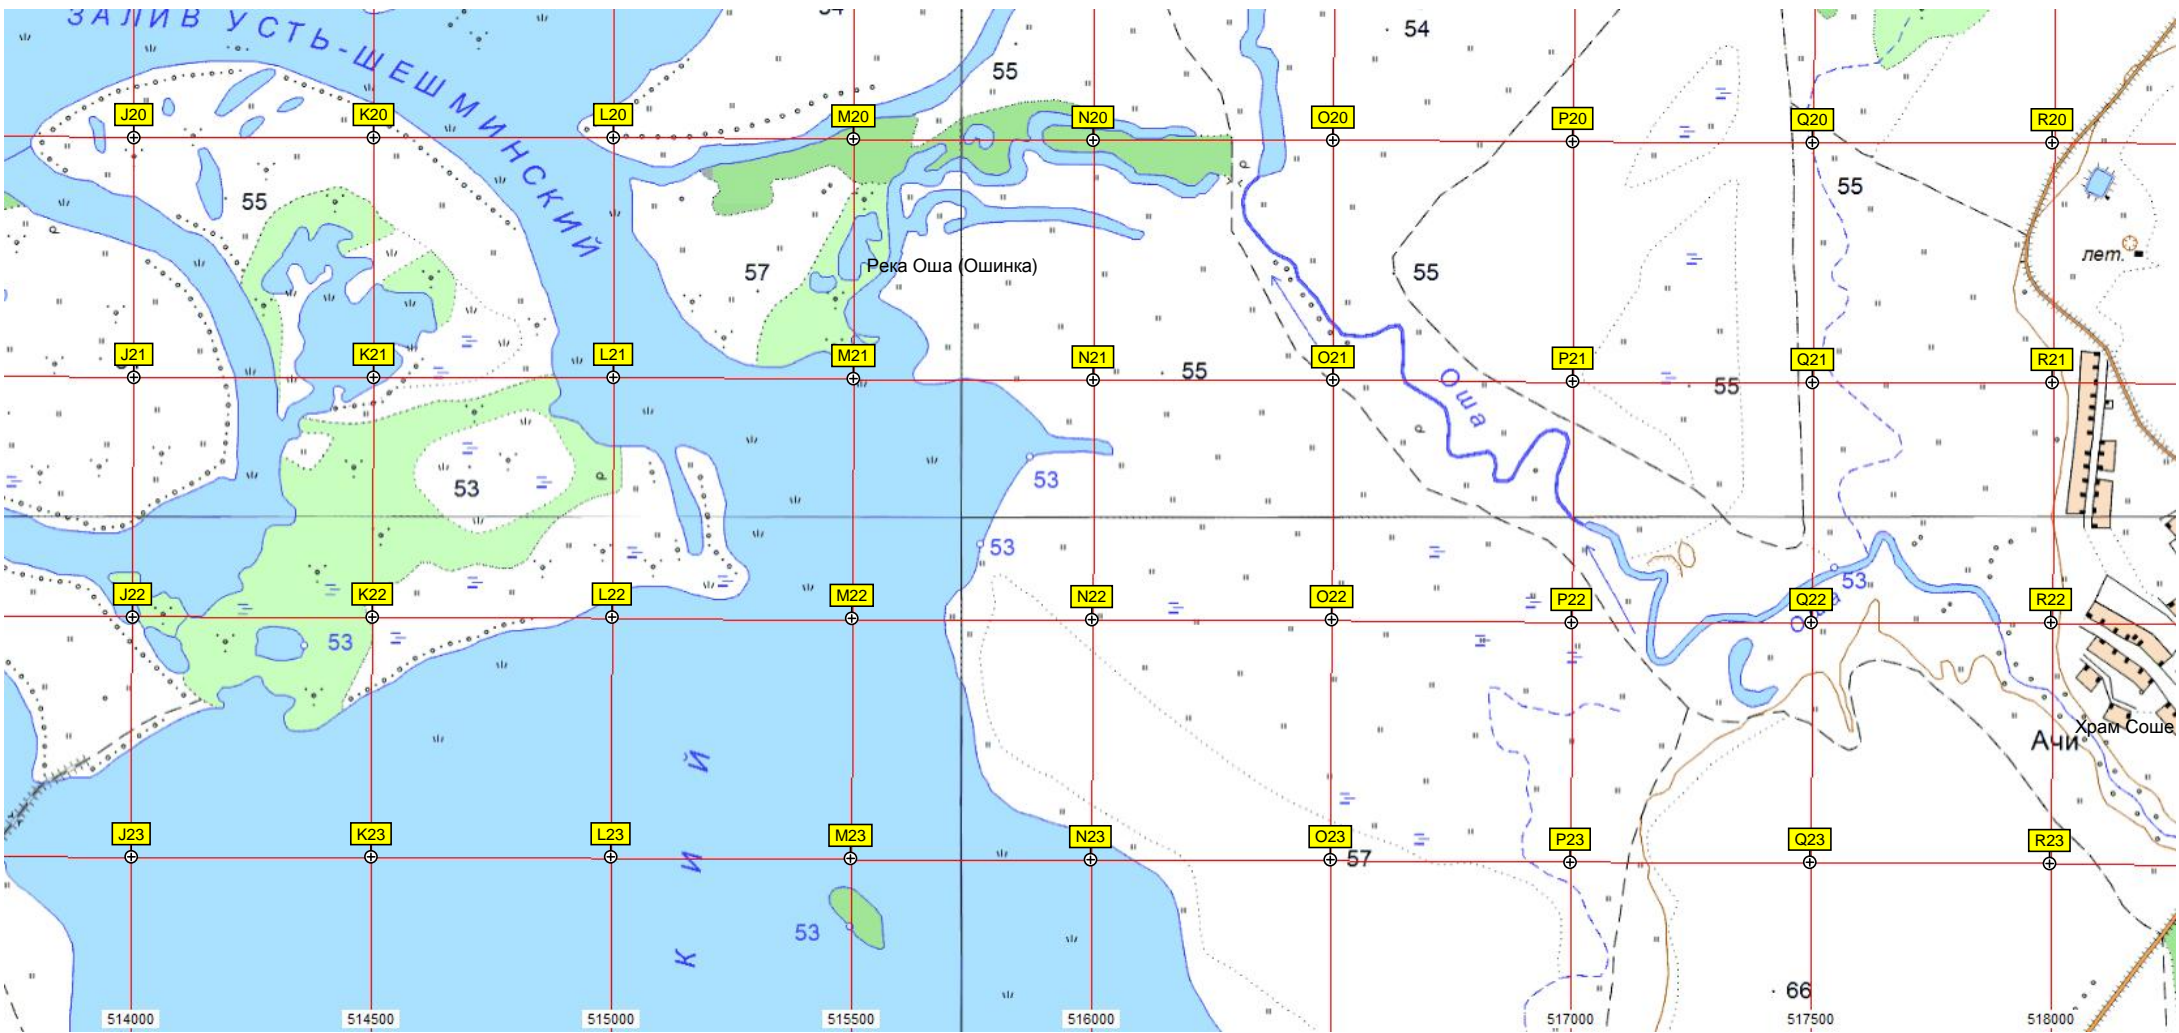 ЗАЛИВ УСТЬ-ШЕШМИНСКИЙ
54
55
54
J20 K20 L20 M20 N20 O20 P20 Q20 R20
55
55
лет.
57
Река Оша (Ошинка)
55
J21 K21 L21 M21 N21 O21 P21 Q21 R21
55
Оша
55
53
53
53
53
J22 K22 L22 M22 N22 O22 P22 Q22 R22
53
Храм Соше
Ачи
КИЙ
J23 K23 L23 M23 N23 O23 P23 Q23 R23
57
53
66
514000 514500 515000 515500 516000 517000 517500 518000